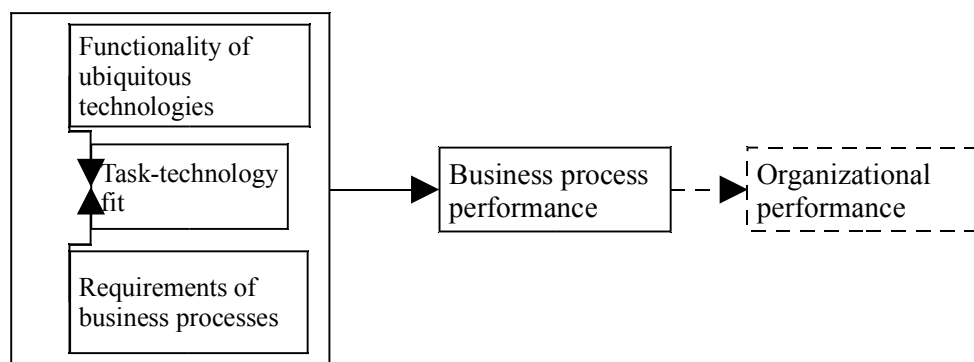 Functionality of
ubiquitous
technologies
Task-technology
fit
Requirements of
business processes
Business process
performance
Organizational
performance